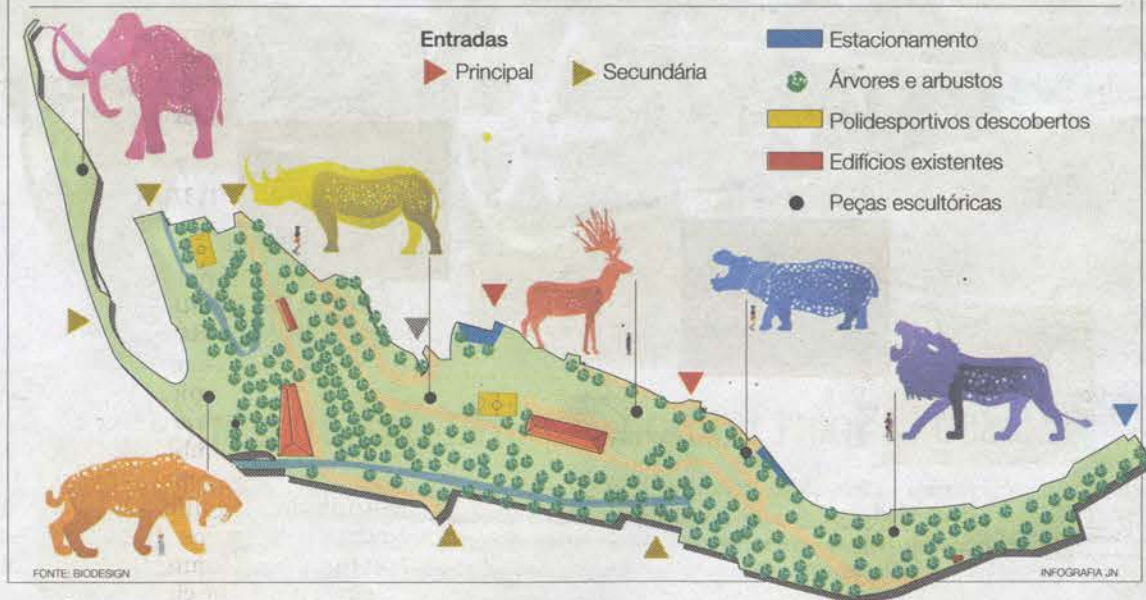 Entradas
Principal
Secundária
Estacionamento
Árvores e arbustos
Polidesportivos descobertos
Edifícios existentes
Peças escultóricas
FONTE: BIODESIGN
INFOGRAFIA JN